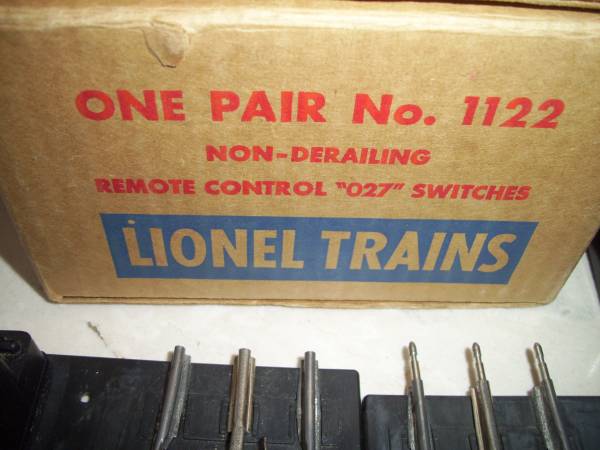 ONE PAIR No. 1122
NON-DERAILING
REMOTE CONTROL "027" SWITCHES
LIONEL TRAINS